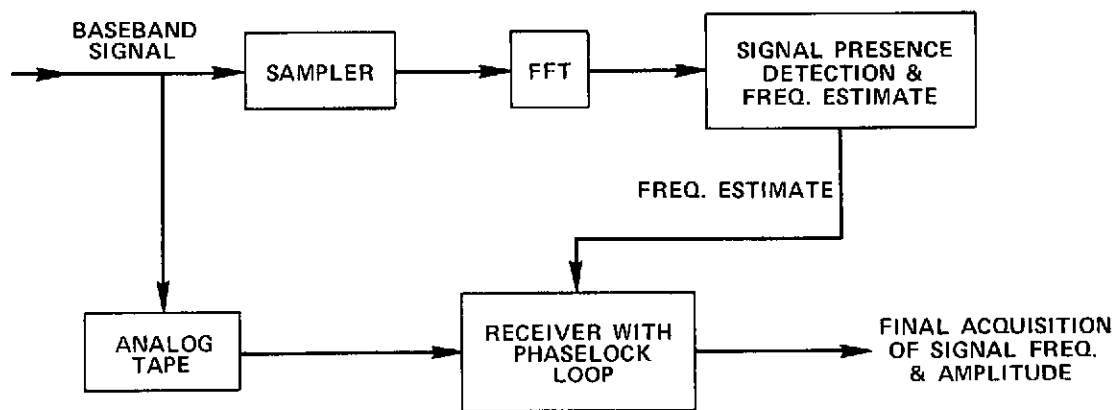 BASEBAND
SIGNAL
SAMPLER
FFT
SIGNAL PRESENCE
DETECTION &
FREQ. ESTIMATE
FREQ. ESTIMATE
ANALOG
TAPE
RECEIVER WITH
PHASELOCK
LOOP
FINAL ACQUISITION
OF SIGNAL FREQ.
& AMPLITUDE